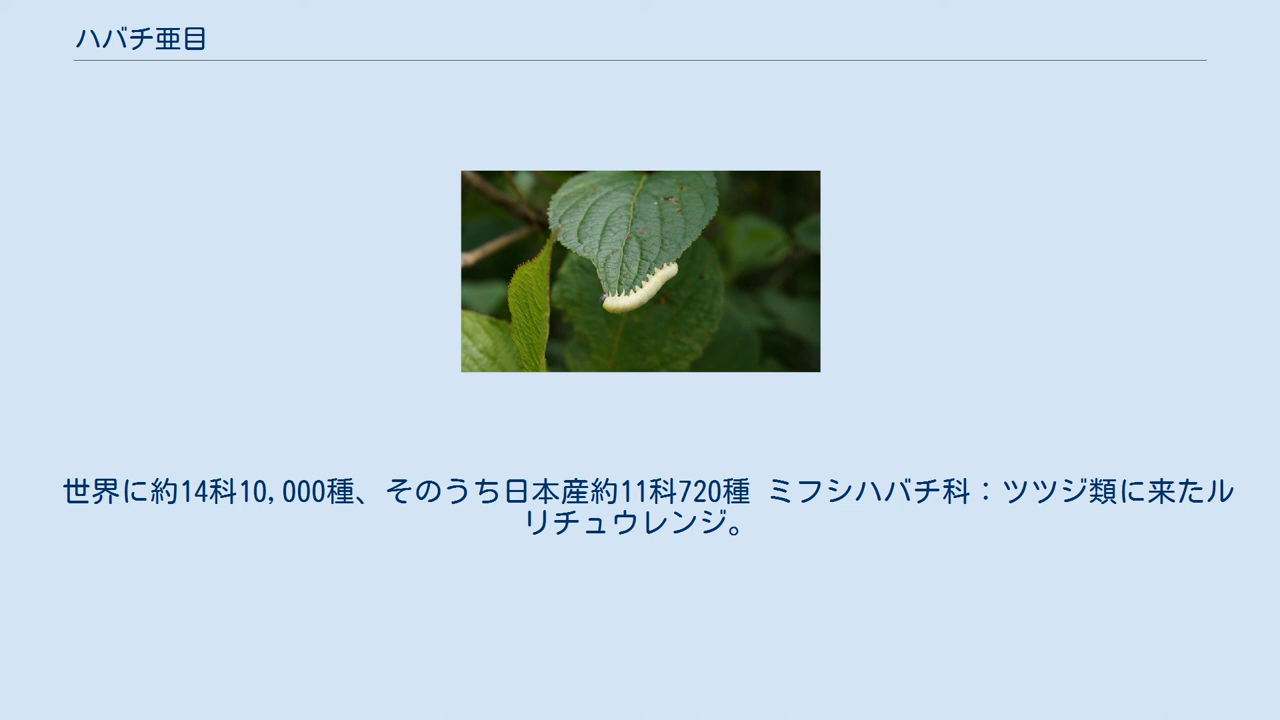 ハバチ亜目
世界に約14科10,000種、そのうち日本産約11科720種 ミフシハバチ科：ツツジ類に来たル
リチュウレンジ。